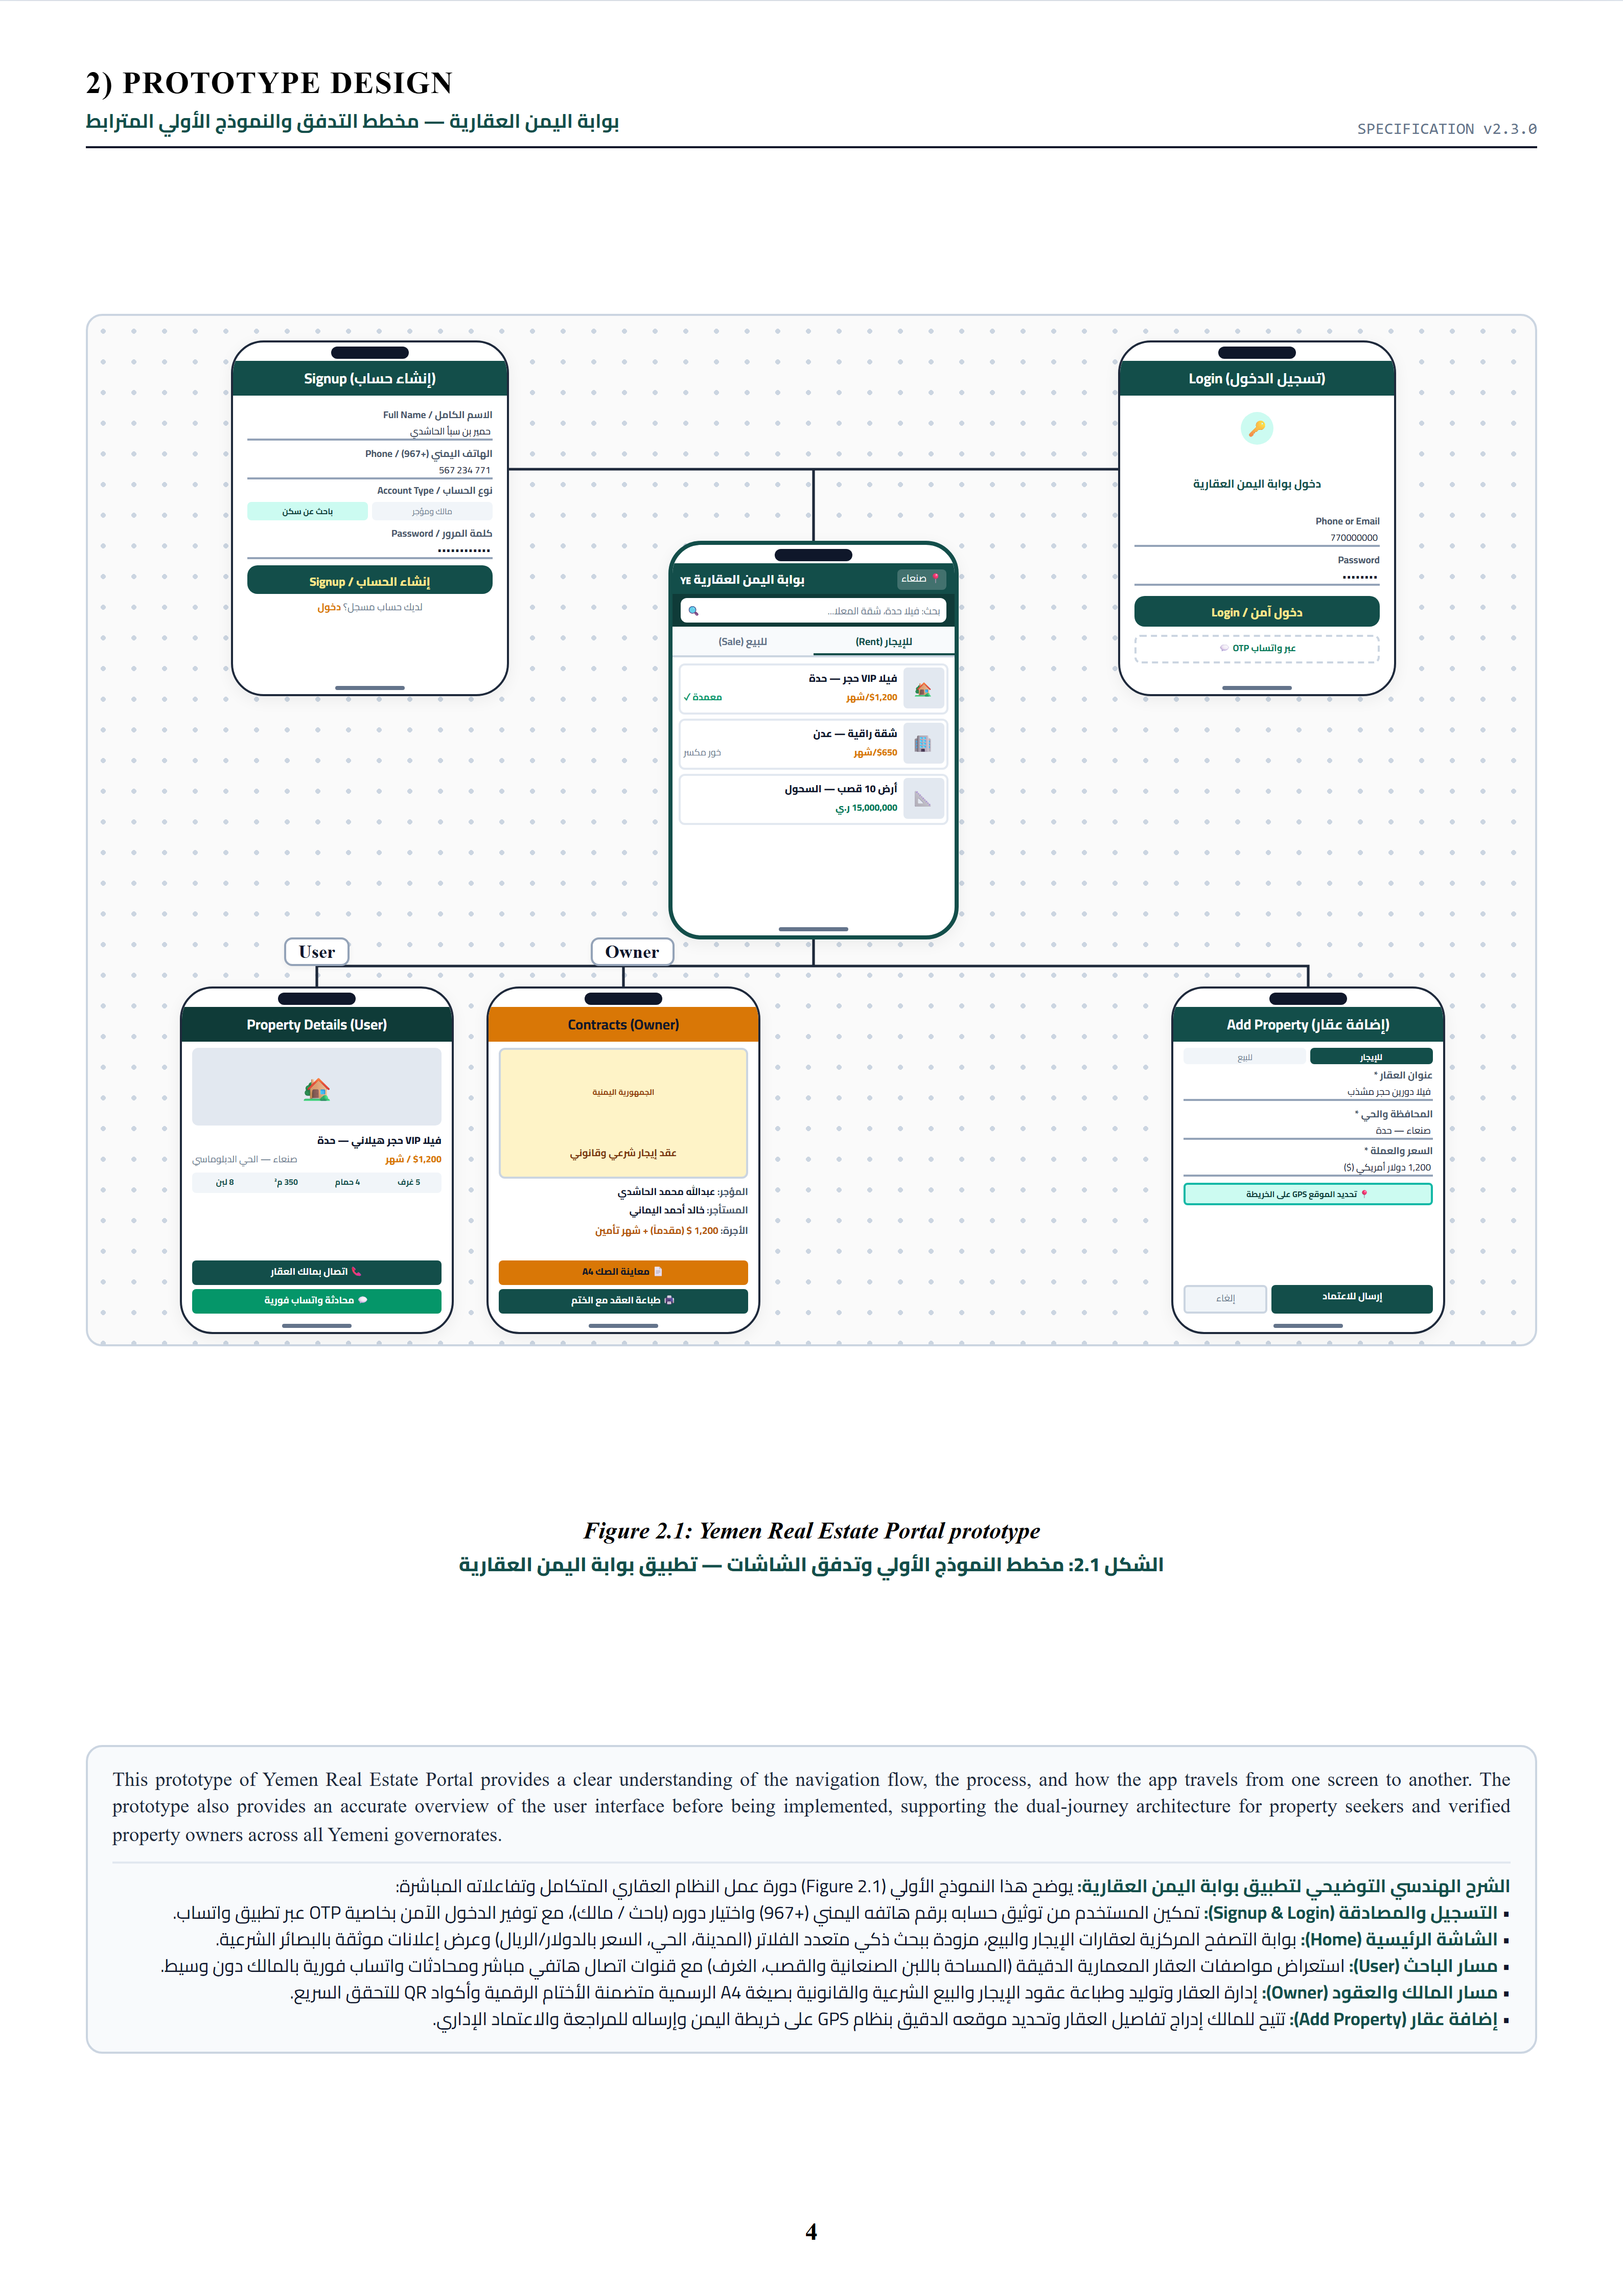 2) PROTOTYPE DESIGN
بوابة اليمن العقارية — مخطط التدفق والنموذج الأولي المترابط
SPECIFICATION v2.3.0
Signup (إنشاء حساب)
الاسم الكامل / Full Name
حمير بن سبأ الحاشدي
الهاتف اليمني (+967) / Phone
771 234 567
نوع الحساب / Account Type
مالك ومؤجر
باحث عن سكن
كلمة المرور / Password
••••••••••••
إنشاء الحساب / Signup
لديك حساب مسجل؟ دخول
Login (تسجيل الدخول)
🔑
دخول بوابة اليمن العقارية
Phone or Email
770000000
Password
••••••••
دخول آمن / Login
عبر واتساب OTP 💬
بوابة اليمن العقارية YE
📍 صنعاء
بحث: فيلا حدة، شقة المعلا...
للإيجار (Rent)
للبيع (Sale)
فيلا VIP حجر — حدة
$1,200/شهر
معمدة ✓
شقة راقية — عدن
$650/شهر
خور مكسر
أرض 10 قصب — السحول
15,000,000 ر.ي
User
Owner
Property Details (User)
فيلا VIP حجر هيلاني — حدة
$1,200 / شهر
صنعاء — الحي الدبلوماسي
5 غرف
4 حمام
350 م²
8 لبن
📞 اتصال بمالك العقار
💬 محادثة واتساب فورية
Contracts (Owner)
الجمهورية اليمنية
عقد إيجار شرعي وقانوني
المؤجر: عبدالله محمد الحاشدي
المستأجر: خالد أحمد اليماني
الأجرة: 1,200 $ (مقدماً) + شهر تأمين
📄 معاينة الصك A4
🖨 طباعة العقد مع الختم
Add Property (إضافة عقار)
للإيجار
للبيع
عنوان العقار *
فيلا دورين حجر مشذب
المحافظة والحي *
صنعاء — حدة
السعر والعملة *
1,200 دولار أمريكي ($)
📍 تحديد الموقع GPS على الخريطة
إرسال للاعتماد
إلغاء
Figure 2.1: Yemen Real Estate Portal prototype
الشكل 2.1: مخطط النموذج الأولي وتدفق الشاشات — تطبيق بوابة اليمن العقارية
This prototype of Yemen Real Estate Portal provides a clear understanding of the navigation flow, the process, and how the app travels from one screen to another. The
prototype also provides an accurate overview of the user interface before being implemented, supporting the dual-journey architecture for property seekers and verified
property owners across all Yemeni governorates.
الشرح الهندسي التوضيحي لتطبيق بوابة اليمن العقارية: يوضح هذا النموذج الأولي (Figure 2.1) دورة عمل النظام العقاري المتكامل وتفاعلاته المباشرة:
▪ التسجيل والمصادقة (Signup & Login): تمكين المستخدم من توثيق حسابه برقم هاتفه اليمني (+967) واختيار دوره (باحث / مالك)، مع توفير الدخول الآمن بخاصية OTP عبر تطبيق واتساب.
▪ الشاشة الرئيسية (Home): بوابة التصفح المركزية لعقارات الإيجار والبيع، مزودة ببحث ذكي متعدد الفلاتر (المدينة، الحي، السعر بالدولار/الريال) وعرض إعلانات موثقة بالبصائر الشرعية.
▪ مسار الباحث (User): استعراض مواصفات العقار المعمارية الدقيقة (المساحة باللبن الصنعانية والقصب، الغرف) مع قنوات اتصال هاتفي مباشر ومحادثات واتساب فورية بالمالك دون وسيط.
▪ مسار المالك والعقود (Owner): إدارة العقار وتوليد وطباعة عقود الإيجار والبيع الشرعية والقانونية بصيغة A4 الرسمية متضمنة الأختام الرقمية وأكواد QR للتحقق السريع.
▪ إضافة عقار (Add Property): تتيح للمالك إدراج تفاصيل العقار وتحديد موقعه الدقيق بنظام GPS على خريطة اليمن وإرساله للمراجعة والاعتماد الإداري.
4